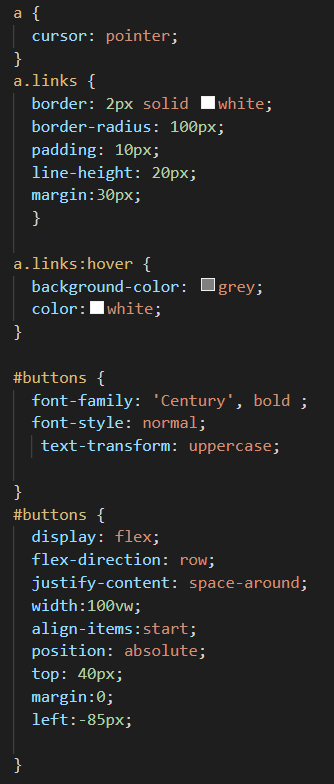 a {
  cursor: pointer;
}
a.links {
  border: 2px solid white;
  border-radius: 100px;
  padding: 10px;
  line-height: 20px;
  margin:30px;
  }

a.links:hover {
  background-color: grey;
  color:white;
}

#buttons {
  font-family: 'Century', bold ;
  font-style: normal;
   text-transform: uppercase;

}
#buttons {
  display: flex;
  flex-direction: row;
  justify-content: space-around;
  width:100vw;
  align-items:start;
  position: absolute;
  top: 40px;
  margin:0;
  left:-85px;

}